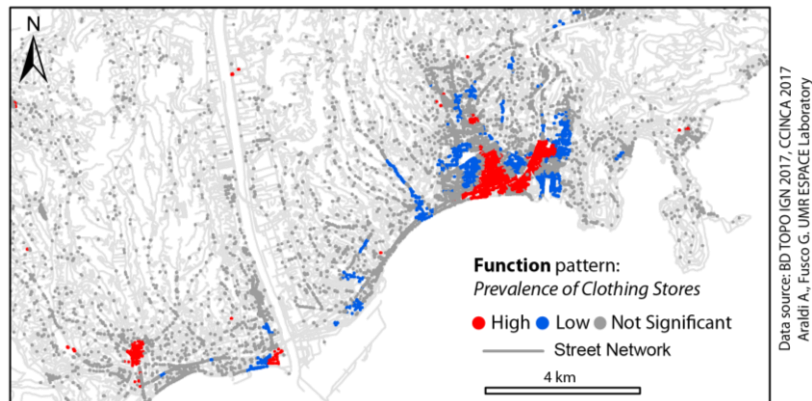 N
Function pattern:
Prevalence of Clothing Stores
High Low Not Significant
Street Network
4 km
Data source: BD TOPO IGN 2017, CCINCA 2017
Araldi A., Fusco G. UMR ESPACE Laboratory